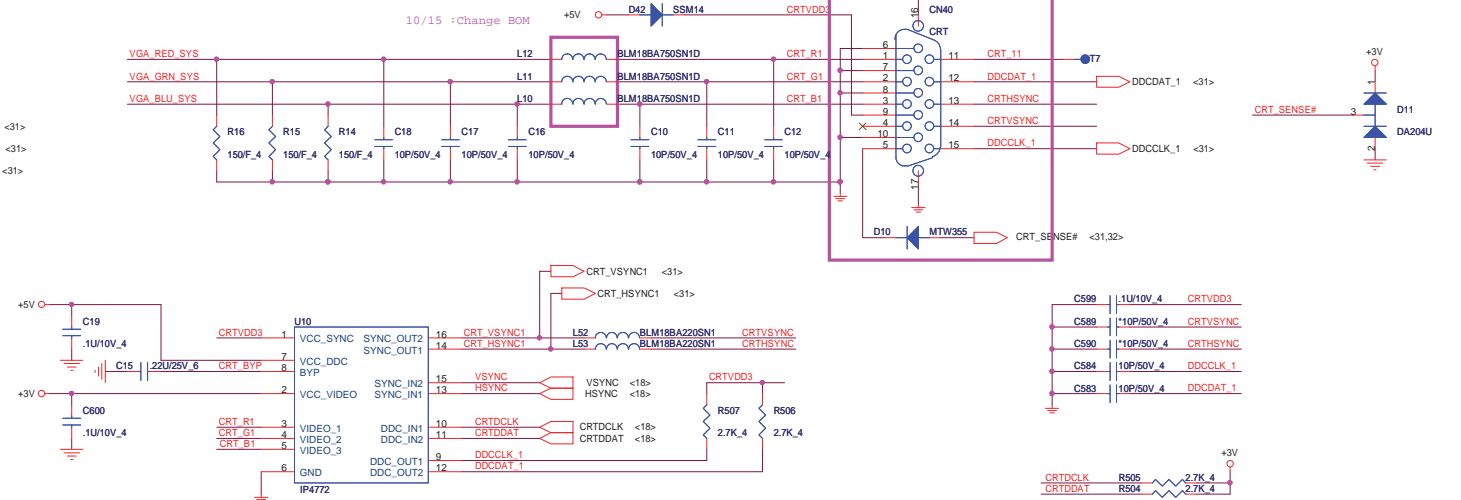 10/15 :Change BOM
+5V D42 SSM14 CRTVDD3
16 CN40
CRT
VGA_RED_SYS L12 BLM18BA750SN1D CRT_R1
VGA_GRN_SYS L11 BLM18BA750SN1D CRT_G1
VGA_BLU_SYS L10 BLM18BA750SN1D CRT_B1
6
1 11 CRT_11 T7
7
2 12 DDCDAT_1 DDCDAT_1 <31>
8
3 13 CRTHSYNC
9
4 14 CRTVSYNC
10
5 15 DDCCLK_1 DDCCLK_1 <31>
17
+3V
1
CRT_SENSE# 3 D11
DA204U
2
<31>
<31>
<31>
R16 R15 R14 C18 C17 C16 C10 C11 C12
150/F_4 150/F_4 150/F_4 10P/50V_4 10P/50V_4 10P/50V_4 10P/50V_4 10P/50V_4 10P/50V_4
D10 MTW355 CRT_SENSE# <31,32>
CRT_VSYNC1 <31>
CRT_HSYNC1 <31>
+5V
C19
.1U/10V_4
C15 .22U/25V_6 CRT_BYP
+3V
C600
.1U/10V_4
U10
CRTVDD3 1 VCC_SYNC SYNC_OUT2 16 CRT_VSYNC1 L52 BLM18BA220SN1 CRTVSYNC
SYNC_OUT1 14 CRT_HSYNC1 L53 BLM18BA220SN1 CRTHSYNC
7 VCC_DDC
8 BYP
SYNC_IN2 15 VSYNC VSYNC <18>
2 VCC_VIDEO SYNC_IN1 13 HSYNC HSYNC <18>
CRT_R1 3 VIDEO_1 DDC_IN1 10 CRTDCLK CRTDCLK <18>
CRT_G1 4 VIDEO_2 DDC_IN2 11 CRTDDAT CRTDDAT <18>
CRT_B1 5 VIDEO_3
DDC_OUT1 9 DDCCLK_1
6 GND DDC_OUT2 12 DDCDAT_1
IP4772
CRTVDD3
R507 R506
2.7K_4 2.7K_4
C599 .1U/10V_4 CRTVDD3
C589 *10P/50V_4 CRTVSYNC
C590 *10P/50V_4 CRTHSYNC
C584 10P/50V_4 DDCCLK_1
C583 10P/50V_4 DDCDAT_1
+3V
CRTDCLK R505 2.7K_4
CRTDDAT R504 2.7K_4